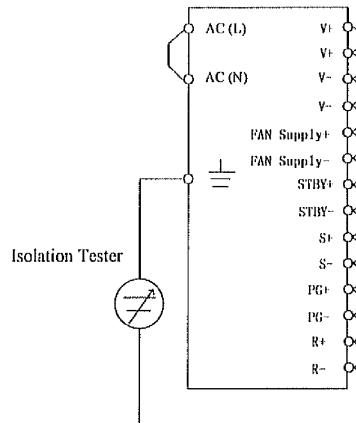 AC (L)
AC (N)
Isolation Tester
V+
V+
V-
V-
FAN Supply+
FAN Supply-
STBY+
STBY-
S+
S-
PG+
PG-
R+
R-